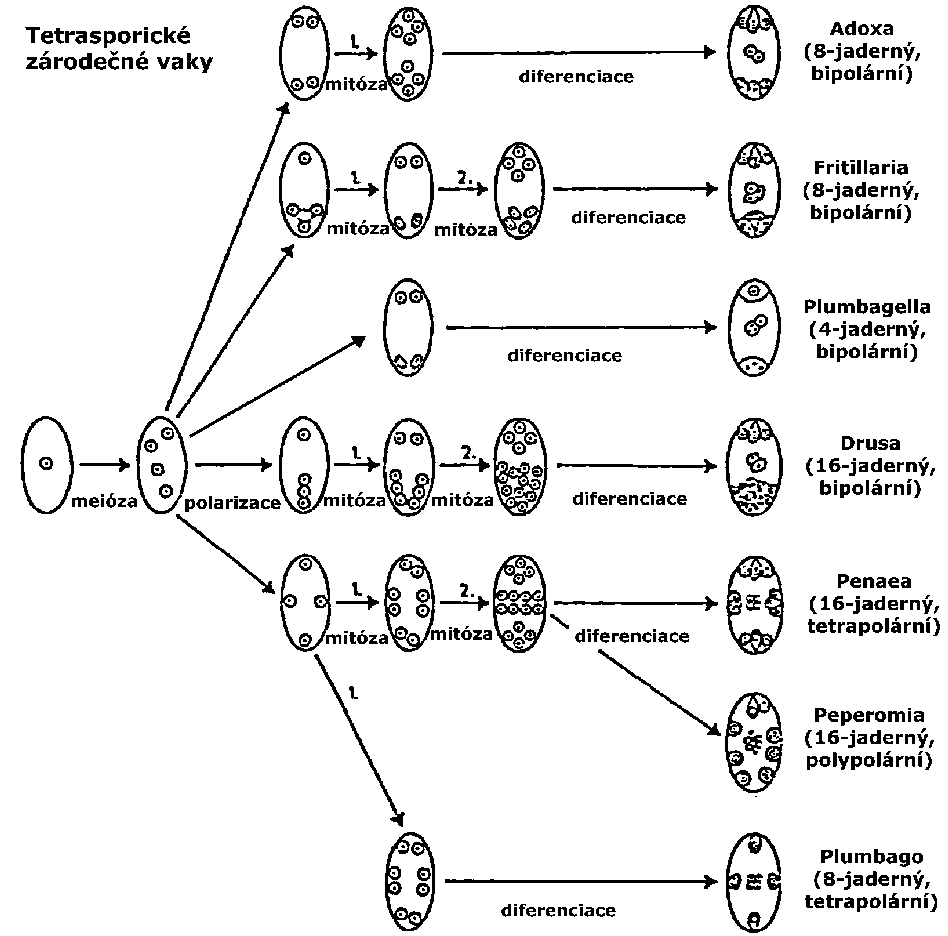 Tetrasporické
zárodečné vaky
1.
mitóza
diferenciace
Adoxa
(8-jaderný,
bipolární)
1.
mitóza
2.
mitóza
diferenciace
Fritillaria
(8-jaderný,
bipolární)
diferenciace
Plumbagella
(4-jaderný,
bipolární)
meióza
polarizace
1.
mitóza
2.
mitóza
diferenciace
Drusa
(16-jaderný,
bipolární)
1.
mitóza
2.
mitóza
diferenciace
Penaea
(16-jaderný,
tetrapolární)
Peperomia
(16-jaderný,
polypolární)
1.
diferenciace
Plumbago
(8-jaderný,
tetrapolární)